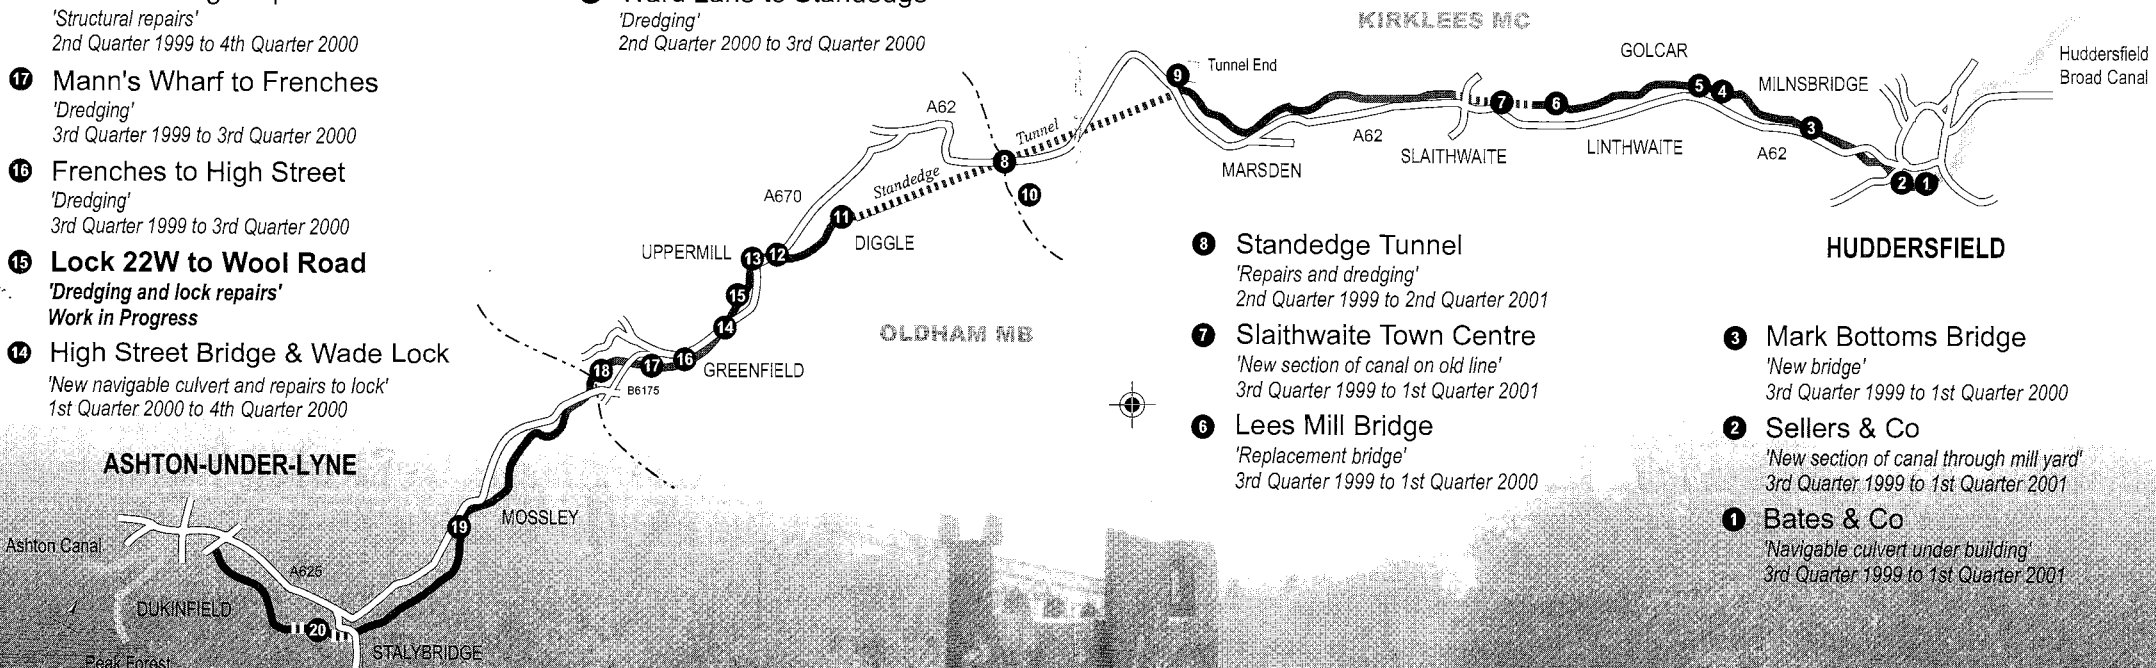 'Structural repairs'
2nd Quarter 1999 to 4th Quarter 2000
17 Mann's Wharf to Frenches
'Dredging'
3rd Quarter 1999 to 3rd Quarter 2000
16 Frenches to High Street
'Dredging'
3rd Quarter 1999 to 3rd Quarter 2000
15 Lock 22W to Wool Road
'Dredging and lock repairs'
Work in Progress
14 High Street Bridge & Wade Lock
'New navigable culvert and repairs to lock'
1st Quarter 2000 to 4th Quarter 2000
Ward Lane to Standedge
'Dredging'
2nd Quarter 2000 to 3rd Quarter 2000
KIRKLEES MC
GOLCAR
Huddersfield
Broad Canal
9 Tunnel End
MILNSBRIDGE
5 4
7 6
3
A62
Tunnel
A62
SLAITHWAITE
LINTHWAITE
A62
8
MARSDEN
2 1
Standedge
10
A670
11
DIGGLE
UPPERMILL
13 12
15
14
OLDHAM MB
18 17 16
GREENFIELD
B6175
HUDDERSFIELD
8 Standedge Tunnel
'Repairs and dredging'
2nd Quarter 1999 to 2nd Quarter 2001
7 Slaithwaite Town Centre
'New section of canal on old line'
3rd Quarter 1999 to 1st Quarter 2001
6 Lees Mill Bridge
'Replacement bridge'
3rd Quarter 1999 to 1st Quarter 2000
3 Mark Bottoms Bridge
'New bridge'
3rd Quarter 1999 to 1st Quarter 2000
2 Sellers & Co
'New section of canal through mill yard'
3rd Quarter 1999 to 1st Quarter 2001
1 Bates & Co
'Navigable culvert under building'
3rd Quarter 1999 to 1st Quarter 2001
ASHTON-UNDER-LYNE
19
MOSSLEY
Ashton Canal
A625
DUKINFIELD
20
STALYBRIDGE
Peak Forest